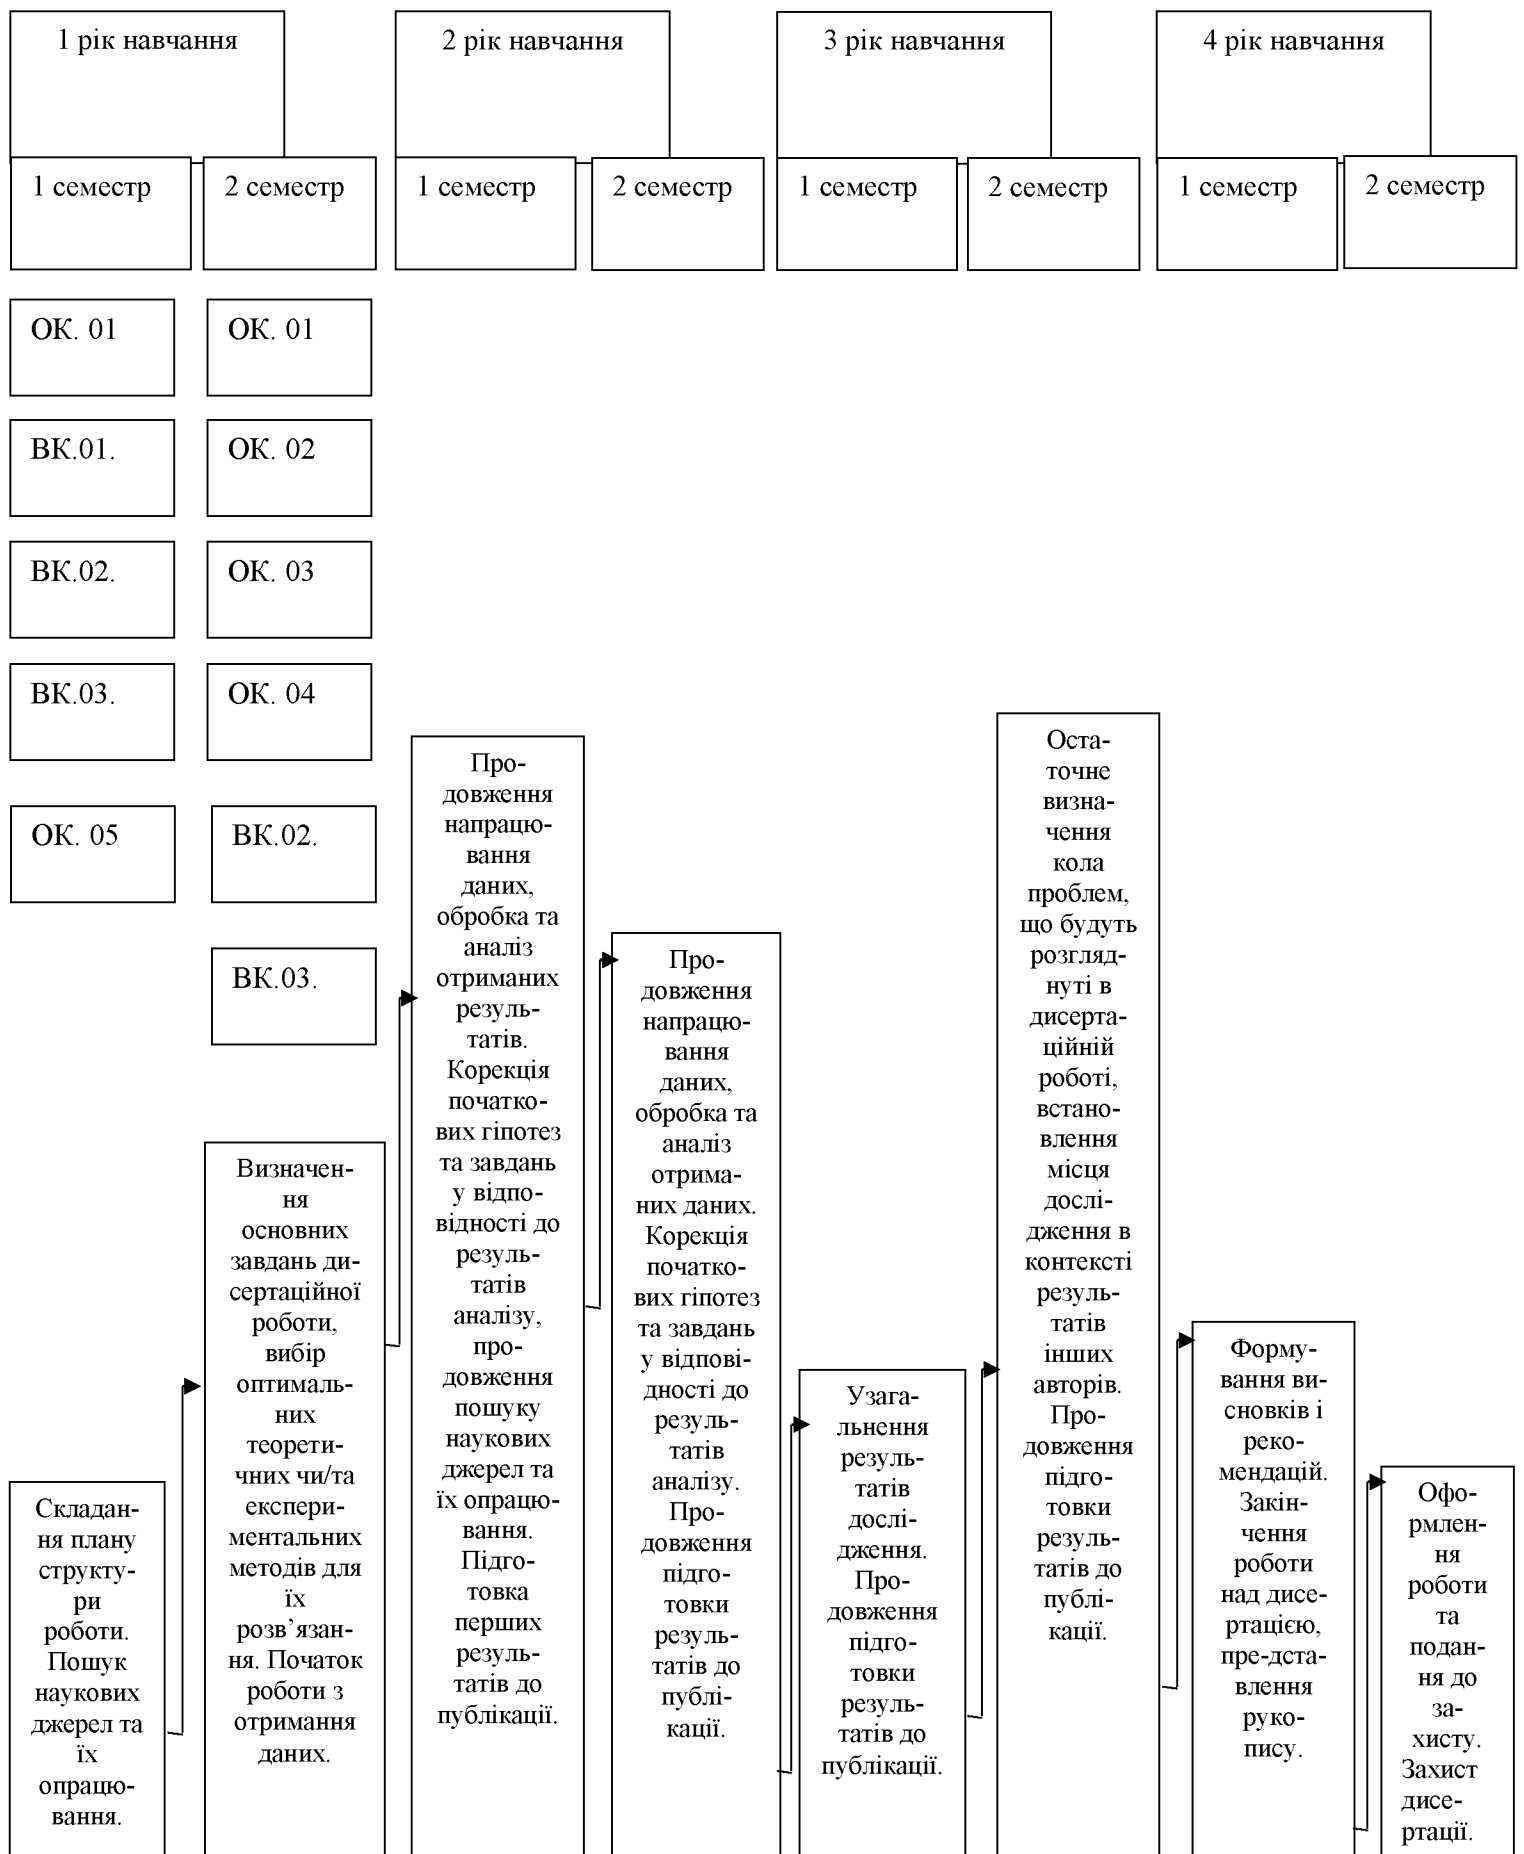 1 рік навчання
2 рік навчання
3 рік навчання
4 рік навчання
1 семестр
2 семестр
1 семестр
2 семестр
1 семестр
2 семестр
1 семестр
2 семестр
ОК. 01
ОК. 01
ВК.01.
ОК. 02
ВК.02.
ОК. 03
ВК.03.
ОК. 04
ОК. 05
ВК.02.
ВК.03.
Складан-
ня плану
структу-
ри
роботи.
Пошук
наукових
джерел та
їх
опрацю-
вання.
Визначен-
ня
основних
завдань ди-
сертаційної
роботи,
вибір
оптималь-
них
теорети-
чних чи/та
експери-
ментальних
методів для
їх
розв’язан-
ня. Початок
роботи з
отримання
даних.
Про-
довження
напрацю-
вання
даних,
обробка та
аналіз
отриманих
резуль-
татів.
Корекція
початко-
вих гіпотез
та завдань
у відпо-
відності до
резуль-
татів
аналізу,
про-
довження
пошуку
наукових
джерел та
їх опрацю-
вання.
Підго-
товка
перших
резуль-
татів до
публікації.
Про-
довження
напрацю-
вання
даних,
обробка та
аналіз
отрима-
них даних.
Корекція
початко-
вих гіпотез
та завдань
у відпові-
дності до
резуль-
татів
аналізу.
Про-
довження
підго-
товки
резуль-
татів до
публі-
кації.
Узага-
льнення
резуль-
татів
дослі-
дження.
Про-
довження
підго-
товки
резуль-
татів до
публікації.
Оста-
точне
визна-
чення
кола
проблем,
що будуть
розгляд-
нуті в
дисерта-
ційній
роботі,
встано-
влення
місця
дослі-
дження в
контексті
резуль-
татів
інших
авторів.
Про-
довження
підго-
товки
резуль-
татів до
публі-
кації.
Форму-
вання ви-
сновків і
реко-
мендацій.
Закін-
чення
роботи
над дисе-
ртацією,
пре-дста-
влення
руко-
пису.
Офо-
рмлен-
ня
роботи
та
подан-
ня до
за-
хисту.
Захист
дисе-
ртації.